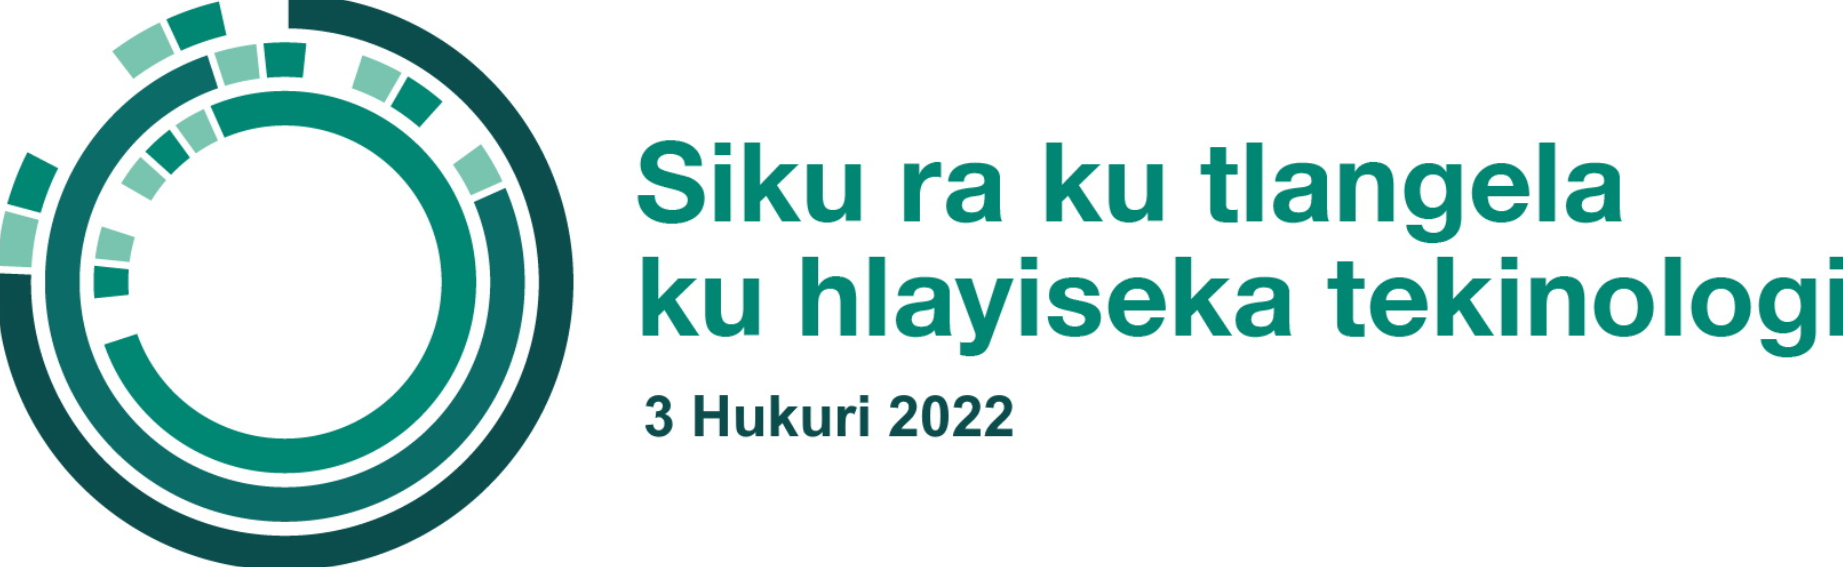 Siku ra ku tlangela
ku hlayiseka tekinologi
3 Hukuri 2022